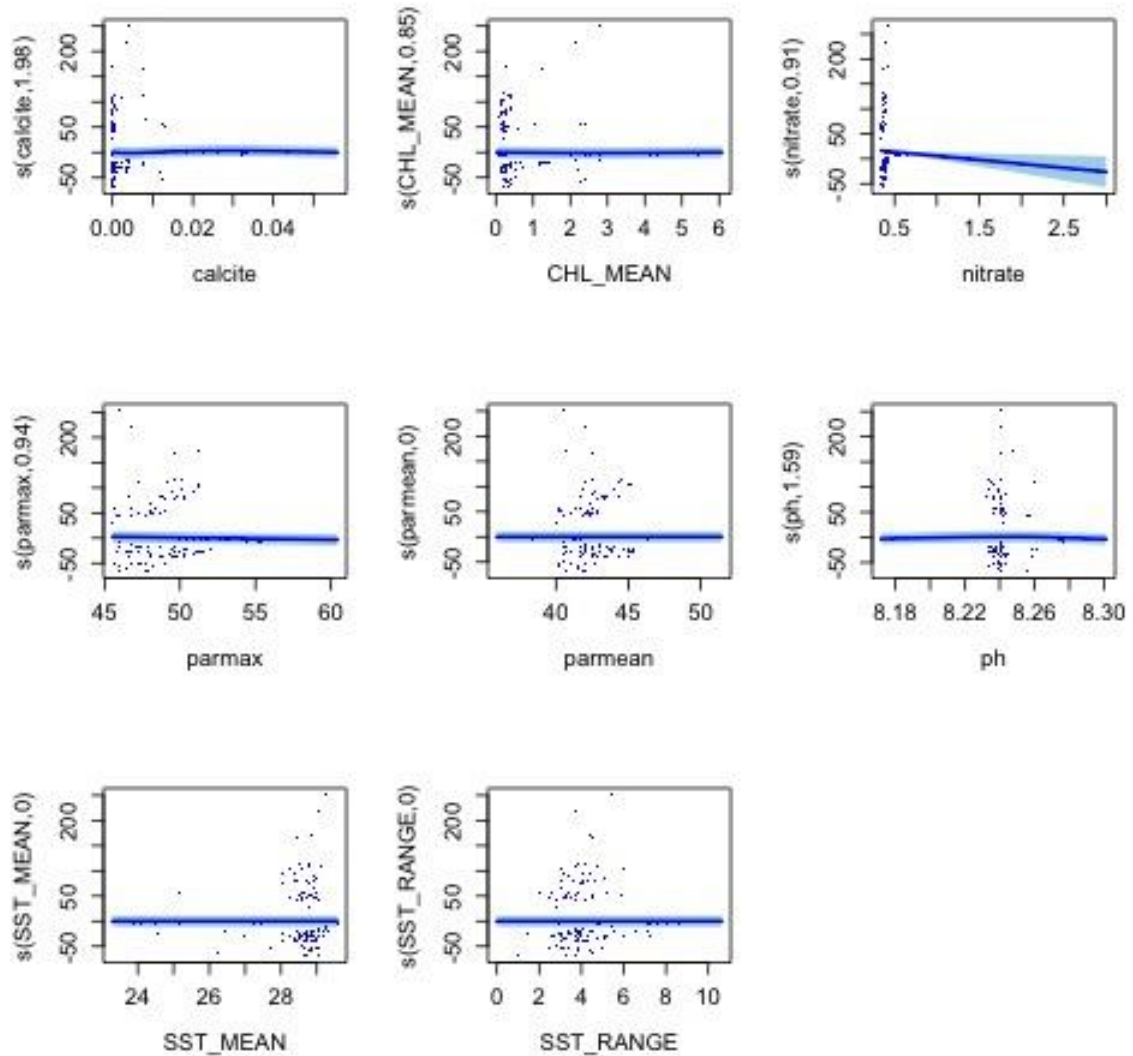 s(calcite,1.98)
200
50
-50
0.00 0.02 0.04
calcite
s(CHL_MEAN,0.85)
200
50
-50
0 1 2 3 4 5 6
CHL_MEAN
s(nitrate,0.91)
200
50
-50
0.5 1.5 2.5
nitrate
s(parmax,0.94)
200
50
-50
45 50 55 60
parmax
s(parmean,0)
200
50
-50
40 45 50
parmean
s(ph,1.59)
200
50
-50
8.18 8.22 8.26 8.30
ph
s(SST_MEAN,0)
200
50
-50
24 26 28
SST_MEAN
s(SST_RANGE,0)
200
50
-50
0 2 4 6 8 10
SST_RANGE